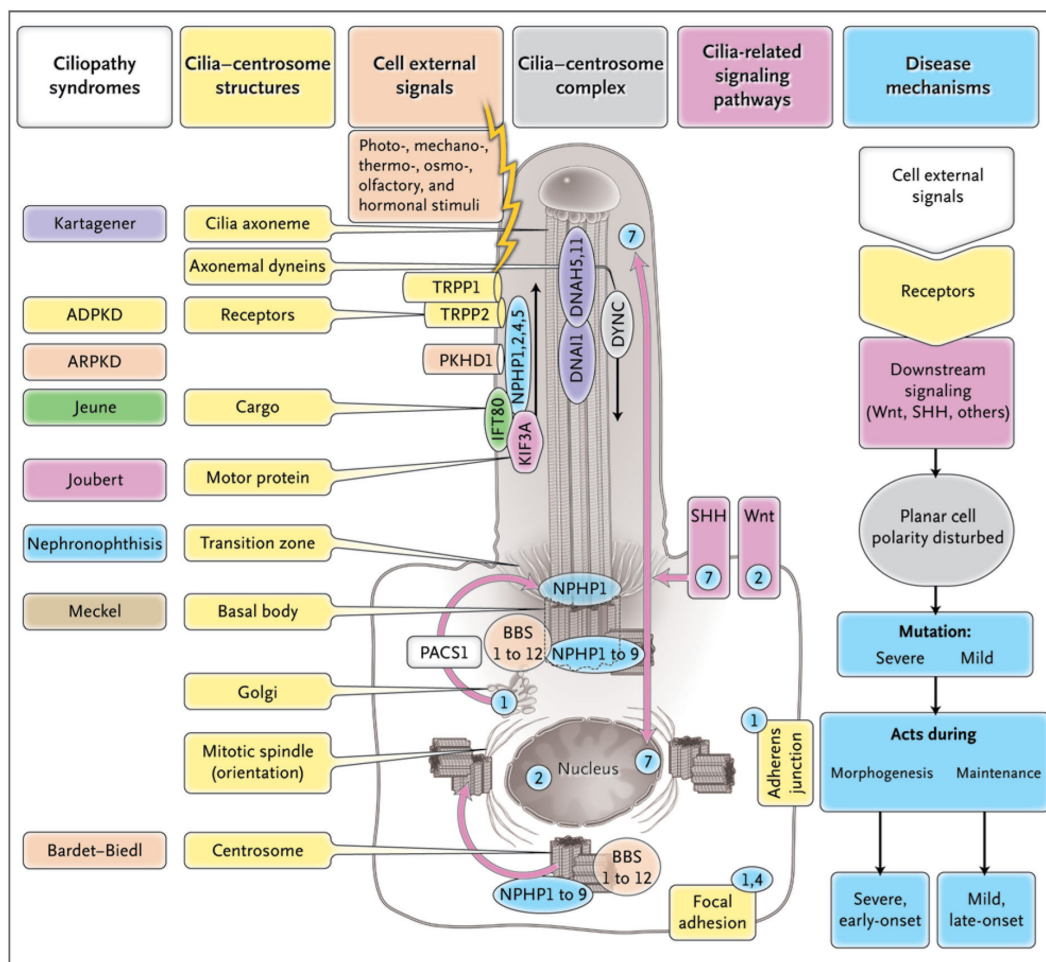 Ciliopathy
syndromes
Cilia–centrosome
structures
Cell external
signals
Cilia–centrosome
complex
Cilia-related
signaling
pathways
Disease
mechanisms
Photo-, mechano-,
thermo-, osmo-,
olfactory, and
hormonal stimuli
Kartagener
ADPKD
ARPKD
Jeune
Joubert
Nephronophthisis
Meckel
Bardet–Biedl
Cilia axoneme
Axonemal dyneins
Receptors
Cargo
Motor protein
Transition zone
Basal body
Golgi
Mitotic spindle
(orientation)
Centrosome
TRPP1
TRPP2
PKHD1
NPHP1,2,4,5
IFT80
KIF3A
DNAH5,11
DNAI1
DYNC
7
SHH
7
Wnt
2
NPHP1
BBS
1 to 12
NPHP1 to 9
PACS1
1
2
Nucleus
7
BBS
1 to 12
NPHP1 to 9
1
Adherens
junction
1,4
Focal
adhesion
Cell external
signals
Receptors
Downstream
signaling
(Wnt, SHH, others)
Planar cell
polarity disturbed
Mutation:
Severe Mild
Acts during
Morphogenesis Maintenance
Severe,
early-onset
Mild,
late-onset